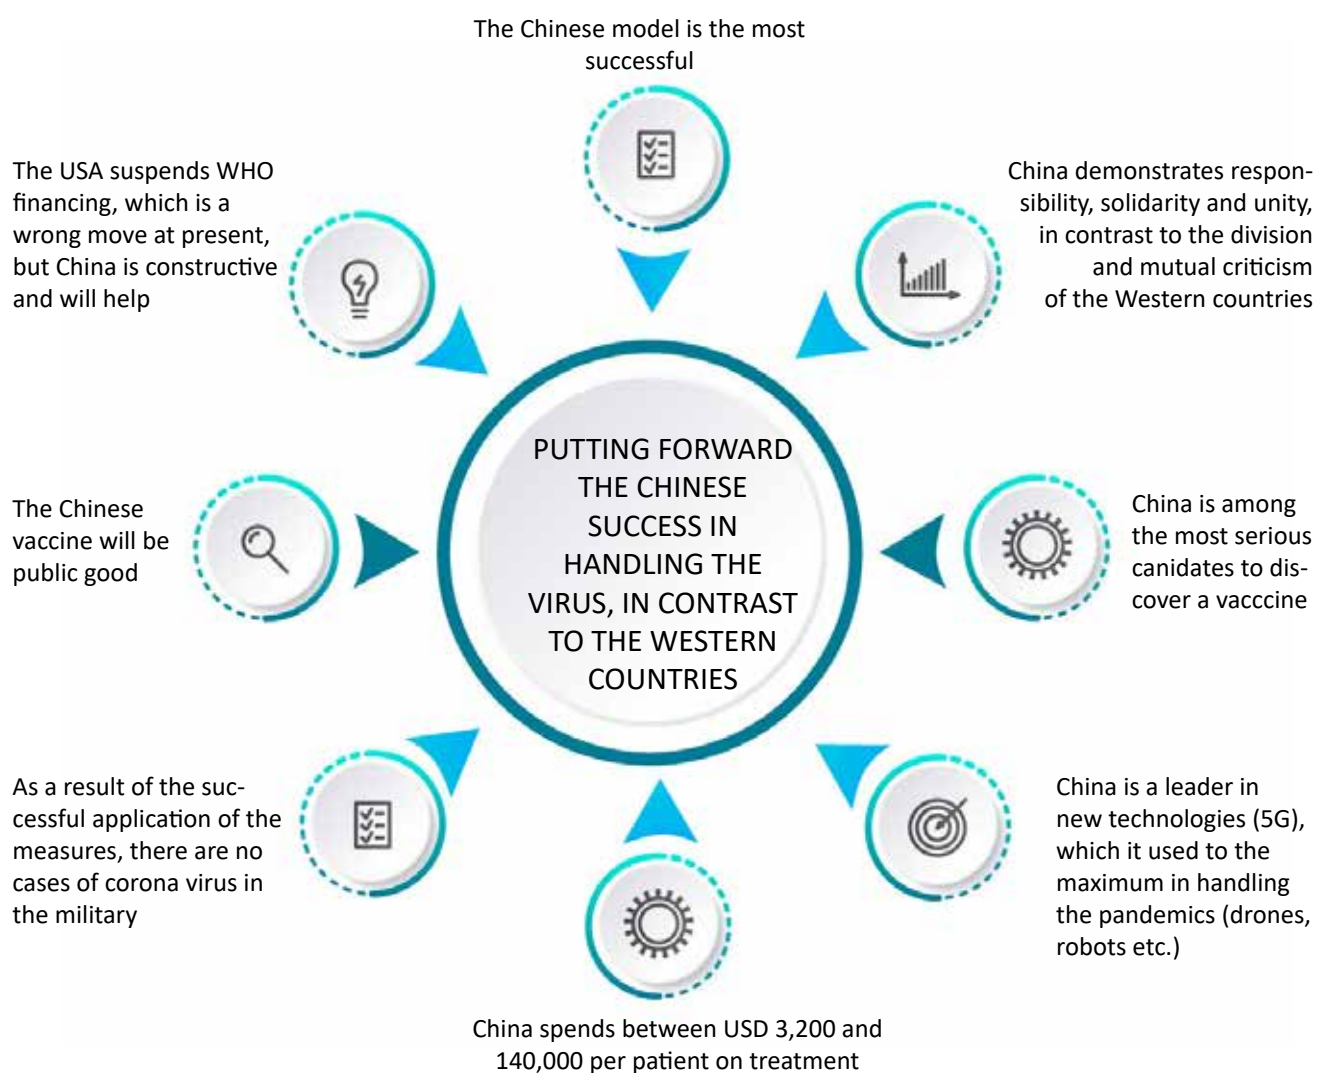 The Chinese model is the most
successful
The USA suspends WHO
financing, which is a
wrong move at present,
but China is constructive
and will help
China demonstrates respon-
sibility, solidarity and unity,
in contrast to the division
and mutual criticism
of the Western countries
PUTTING FORWARD
THE CHINESE
SUCCESS IN
HANDLING THE
VIRUS, IN CONTRAST
TO THE WESTERN
COUNTRIES
The Chinese
vaccine will be
public good
China is among
the most serious
canidates to dis-
cover a vacccine
As a result of the suc-
cessful application of the
measures, there are no
cases of corona virus in
the military
China is a leader in
new technologies (5G),
which it used to the
maximum in handling
the pandemics (drones,
robots etc.)
China spends between USD 3,200 and
140,000 per patient on treatment